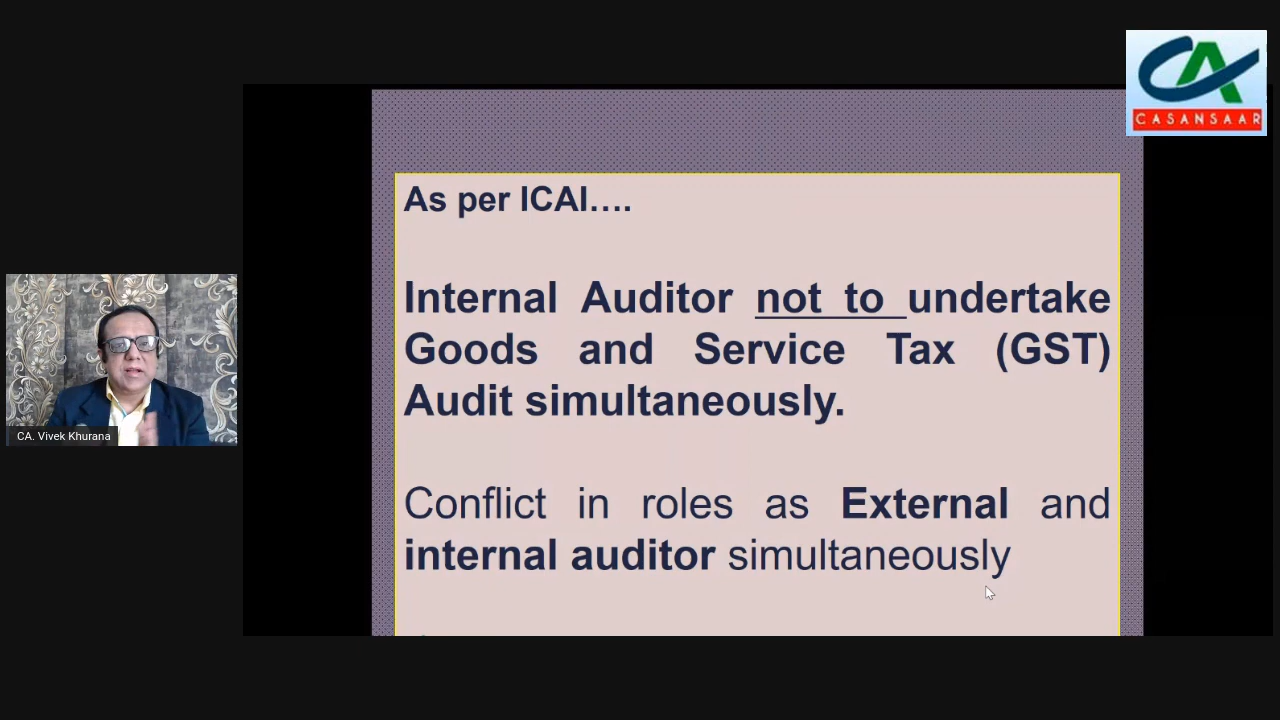 CASANSAAR
As per ICAI....
Internal Auditor not to undertake
Goods and Service Tax (GST)
Audit simultaneously.
Conflict in roles as External and
internal auditor simultaneously
CA. Vivek Khurana